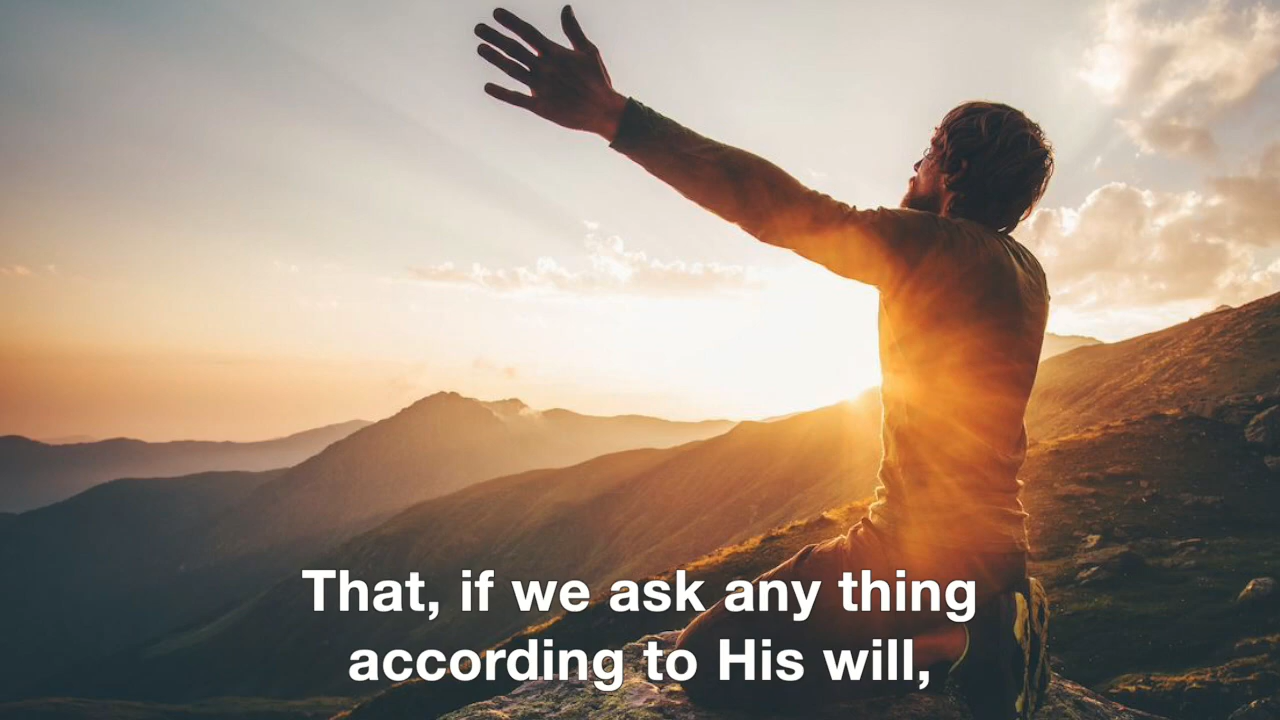 That, if we ask any thing
according to His will,